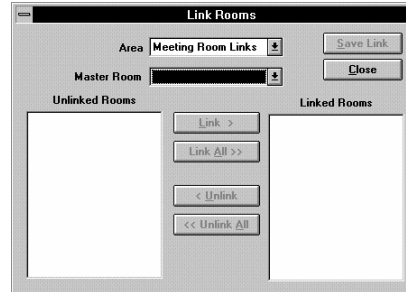 Link Rooms
Area Meeting Room Links Save Link
Master Room Close
Unlinked Rooms Linked Rooms
Link >
Link All >>
< Unlink
<< Unlink All